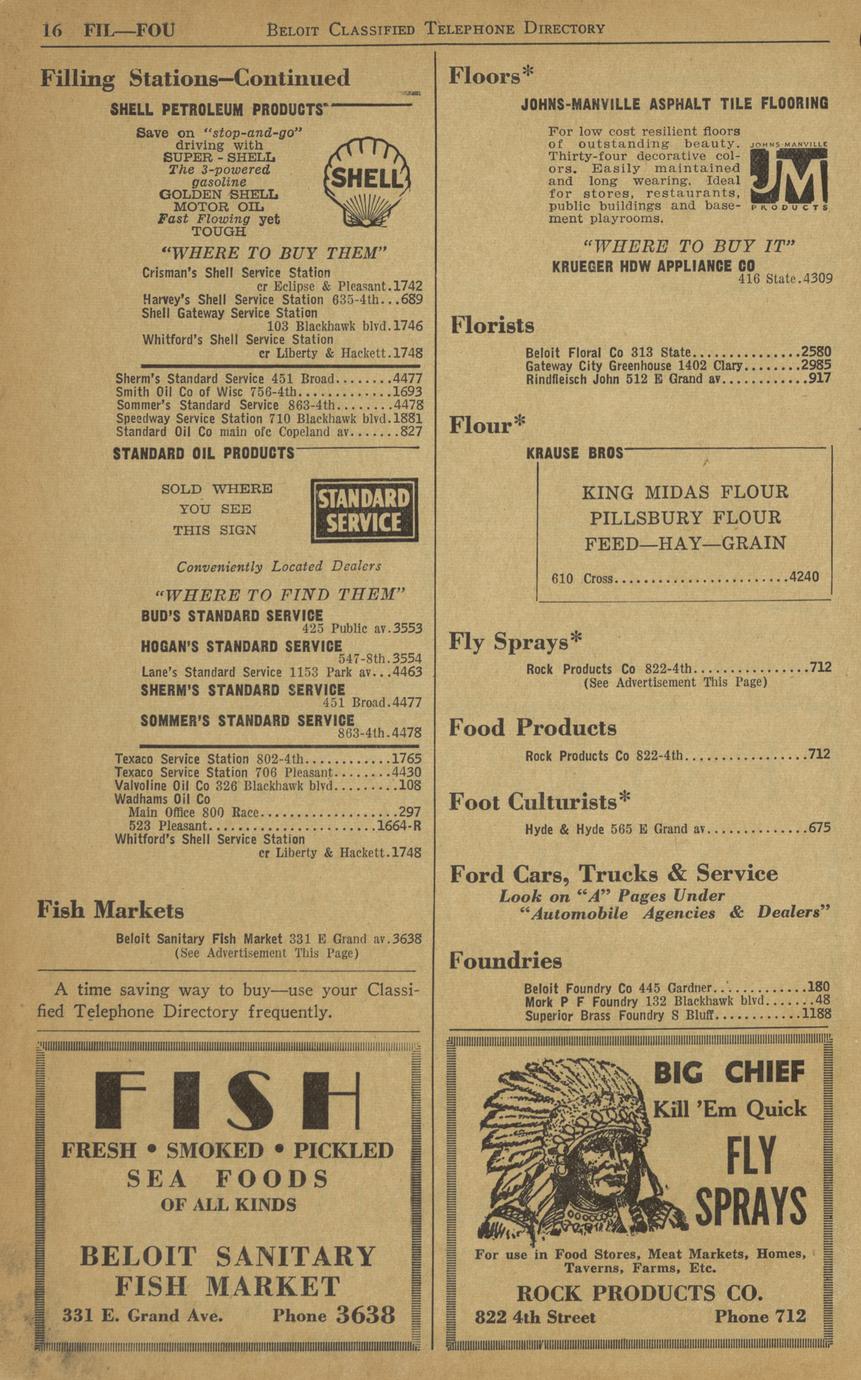 16 FIL—FOU BELOIT CLASSIFIED TELEPHONE DIRECTORY
Filling Stations—Continued
SHELL PETROLEUM PRODUCTS
Save on "stop-and-go"
driving with
SUPER - SHELL
The 3-powered
gasoline
GOLDEN SHELL
MOTOR OIL
Fast Flowing yet
TOUGH
SHELL
"WHERE TO BUY THEM"
Crisman's Shell Service Station
cr Eclipse & Pleasant.1742
Harvey's Shell Service Station 635-4th...689
Shell Gateway Service Station
103 Blackhawk blvd.1746
Whitford's Shell Service Station
cr Liberty & Hackett.1748
Sherm's Standard Service 451 Broad........4477
Smith Oil Co of Wisc 756-4th.............1693
Sommer's Standard Service 863-4th........4478
Speedway Service Station 710 Blackhawk blvd.1881
Standard Oil Co main ofc Copeland av.......827
STANDARD OIL PRODUCTS
SOLD WHERE
YOU SEE
THIS SIGN
STANDARD
SERVICE
Conveniently Located Dealers
"WHERE TO FIND THEM"
BUD'S STANDARD SERVICE
425 Public av.3553
HOGAN'S STANDARD SERVICE
547-8th.3554
Lane's Standard Service 1153 Park av...4463
SHERM'S STANDARD SERVICE
451 Broad.4477
SOMMER'S STANDARD SERVICE
863-4th.4478
Texaco Service Station 802-4th............1765
Texaco Service Station 706 Pleasant........4430
Valvoline Oil Co 326 Blackhawk blvd.........108
Wadhams Oil Co
Main Office 800 Race...................297
523 Pleasant.......................1664-R
Whitford's Shell Service Station
cr Liberty & Hackett.1748
Fish Markets
Beloit Sanitary Fish Market 331 E Grand av.3638
(See Advertisement This Page)
A time saving way to buy—use your Classi-
fied Telephone Directory frequently.
FISH
FRESH • SMOKED • PICKLED
SEA FOODS
OF ALL KINDS
BELOIT SANITARY
FISH MARKET
331 E. Grand Ave. Phone 3638
Floors*
JOHNS-MANVILLE ASPHALT TILE FLOORING
For low cost resilient floors
of outstanding beauty.
Thirty-four decorative col-
ors. Easily maintained
and long wearing. Ideal
for stores, restaurants,
public buildings and base-
ment playrooms.
JOHNS-MANVILLE
JM
PRODUCTS
"WHERE TO BUY IT"
KRUEGER HDW APPLIANCE CO
416 State.4309
Florists
Beloit Floral Co 313 State...............2580
Gateway City Greenhouse 1402 Clary........2985
Rindfleisch John 512 E Grand av............917
Flour*
KRAUSE BROS
KING MIDAS FLOUR
PILLSBURY FLOUR
FEED—HAY—GRAIN
610 Cross........................4240
Fly Sprays*
Rock Products Co 822-4th................712
(See Advertisement This Page)
Food Products
Rock Products Co 822-4th.................712
Foot Culturists*
Hyde & Hyde 565 E Grand av..............675
Ford Cars, Trucks & Service
Look on "A" Pages Under
"Automobile Agencies & Dealers"
Foundries
Beloit Foundry Co 445 Gardner.............180
Mork P F Foundry 132 Blackhawk blvd.......48
Superior Brass Foundry S Bluff............1188
BIG CHIEF
Kill 'Em Quick
FLY
SPRAYS
For use in Food Stores, Meat Markets, Homes,
Taverns, Farms, Etc.
ROCK PRODUCTS CO.
822 4th Street Phone 712